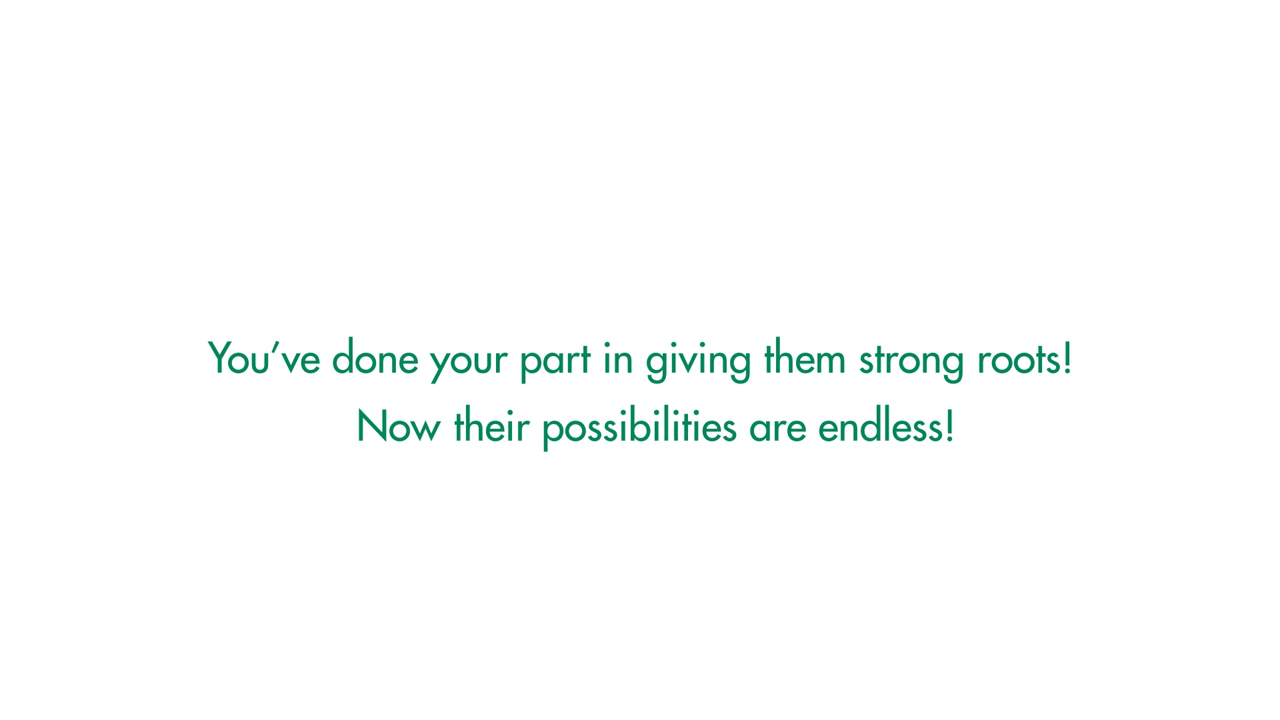 You’ve done your part in giving them strong roots!
Now their possibilities are endless!